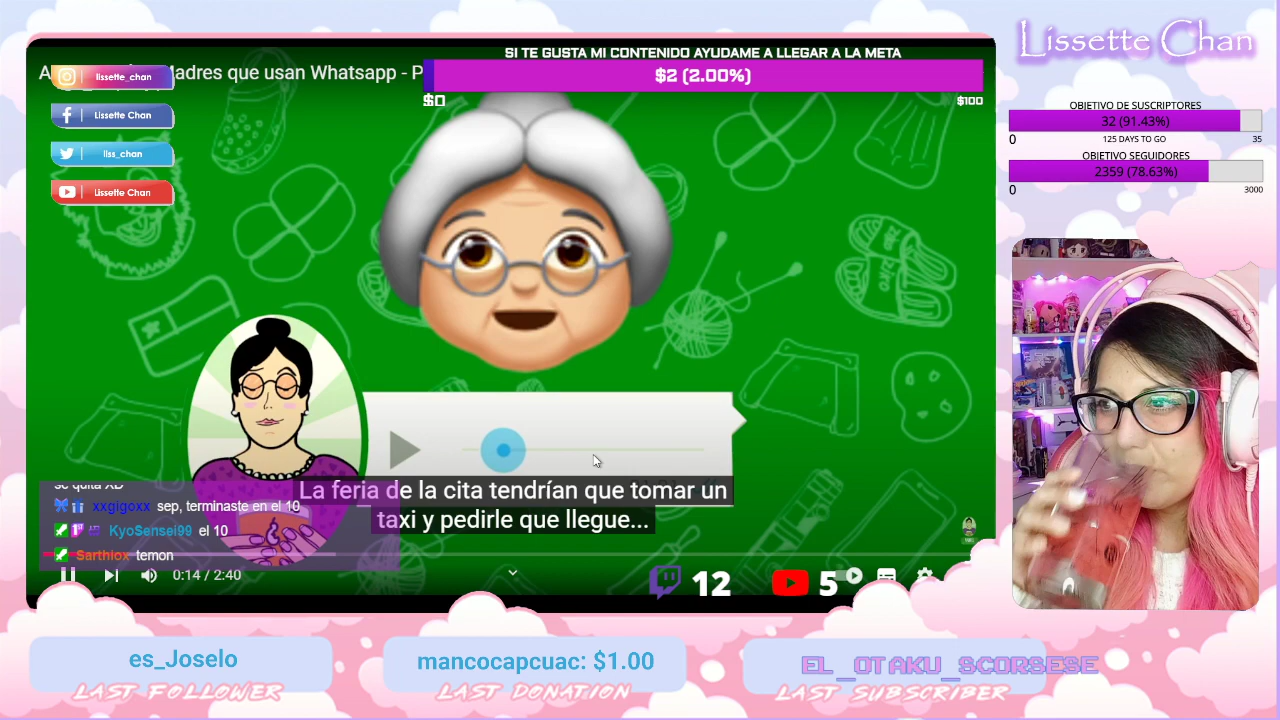 Lissette Chan
SI TE GUSTA MI CONTENIDO AYUDAME A LLEGAR A LA META
Madres que usan Whatsapp - P
$2 (2.00%)
$0
$100
lissette_chan
Lissette Chan
liss_chan
Lissette Chan
OBJETIVO DE SUSCRIPTORES
32 (91.43%)
0
125 DAYS TO GO
35
OBJETIVO SEGUIDORES
2359 (78.63%)
0
3000
La feria de la cita tendrían que tomar un
taxi y pedirle que llegue...
se quita XD
xxgigoxx sep, terminaste en el 10
KyoSensei99 el 10
Sarthlox temon
0:14 / 2:40
12
5
es_Joselo
LAST FOLLOWER
mancocapcuac: $1.00
LAST DONATION
EL_OTAKU_SCORSESE
LAST SUBSCRIBER